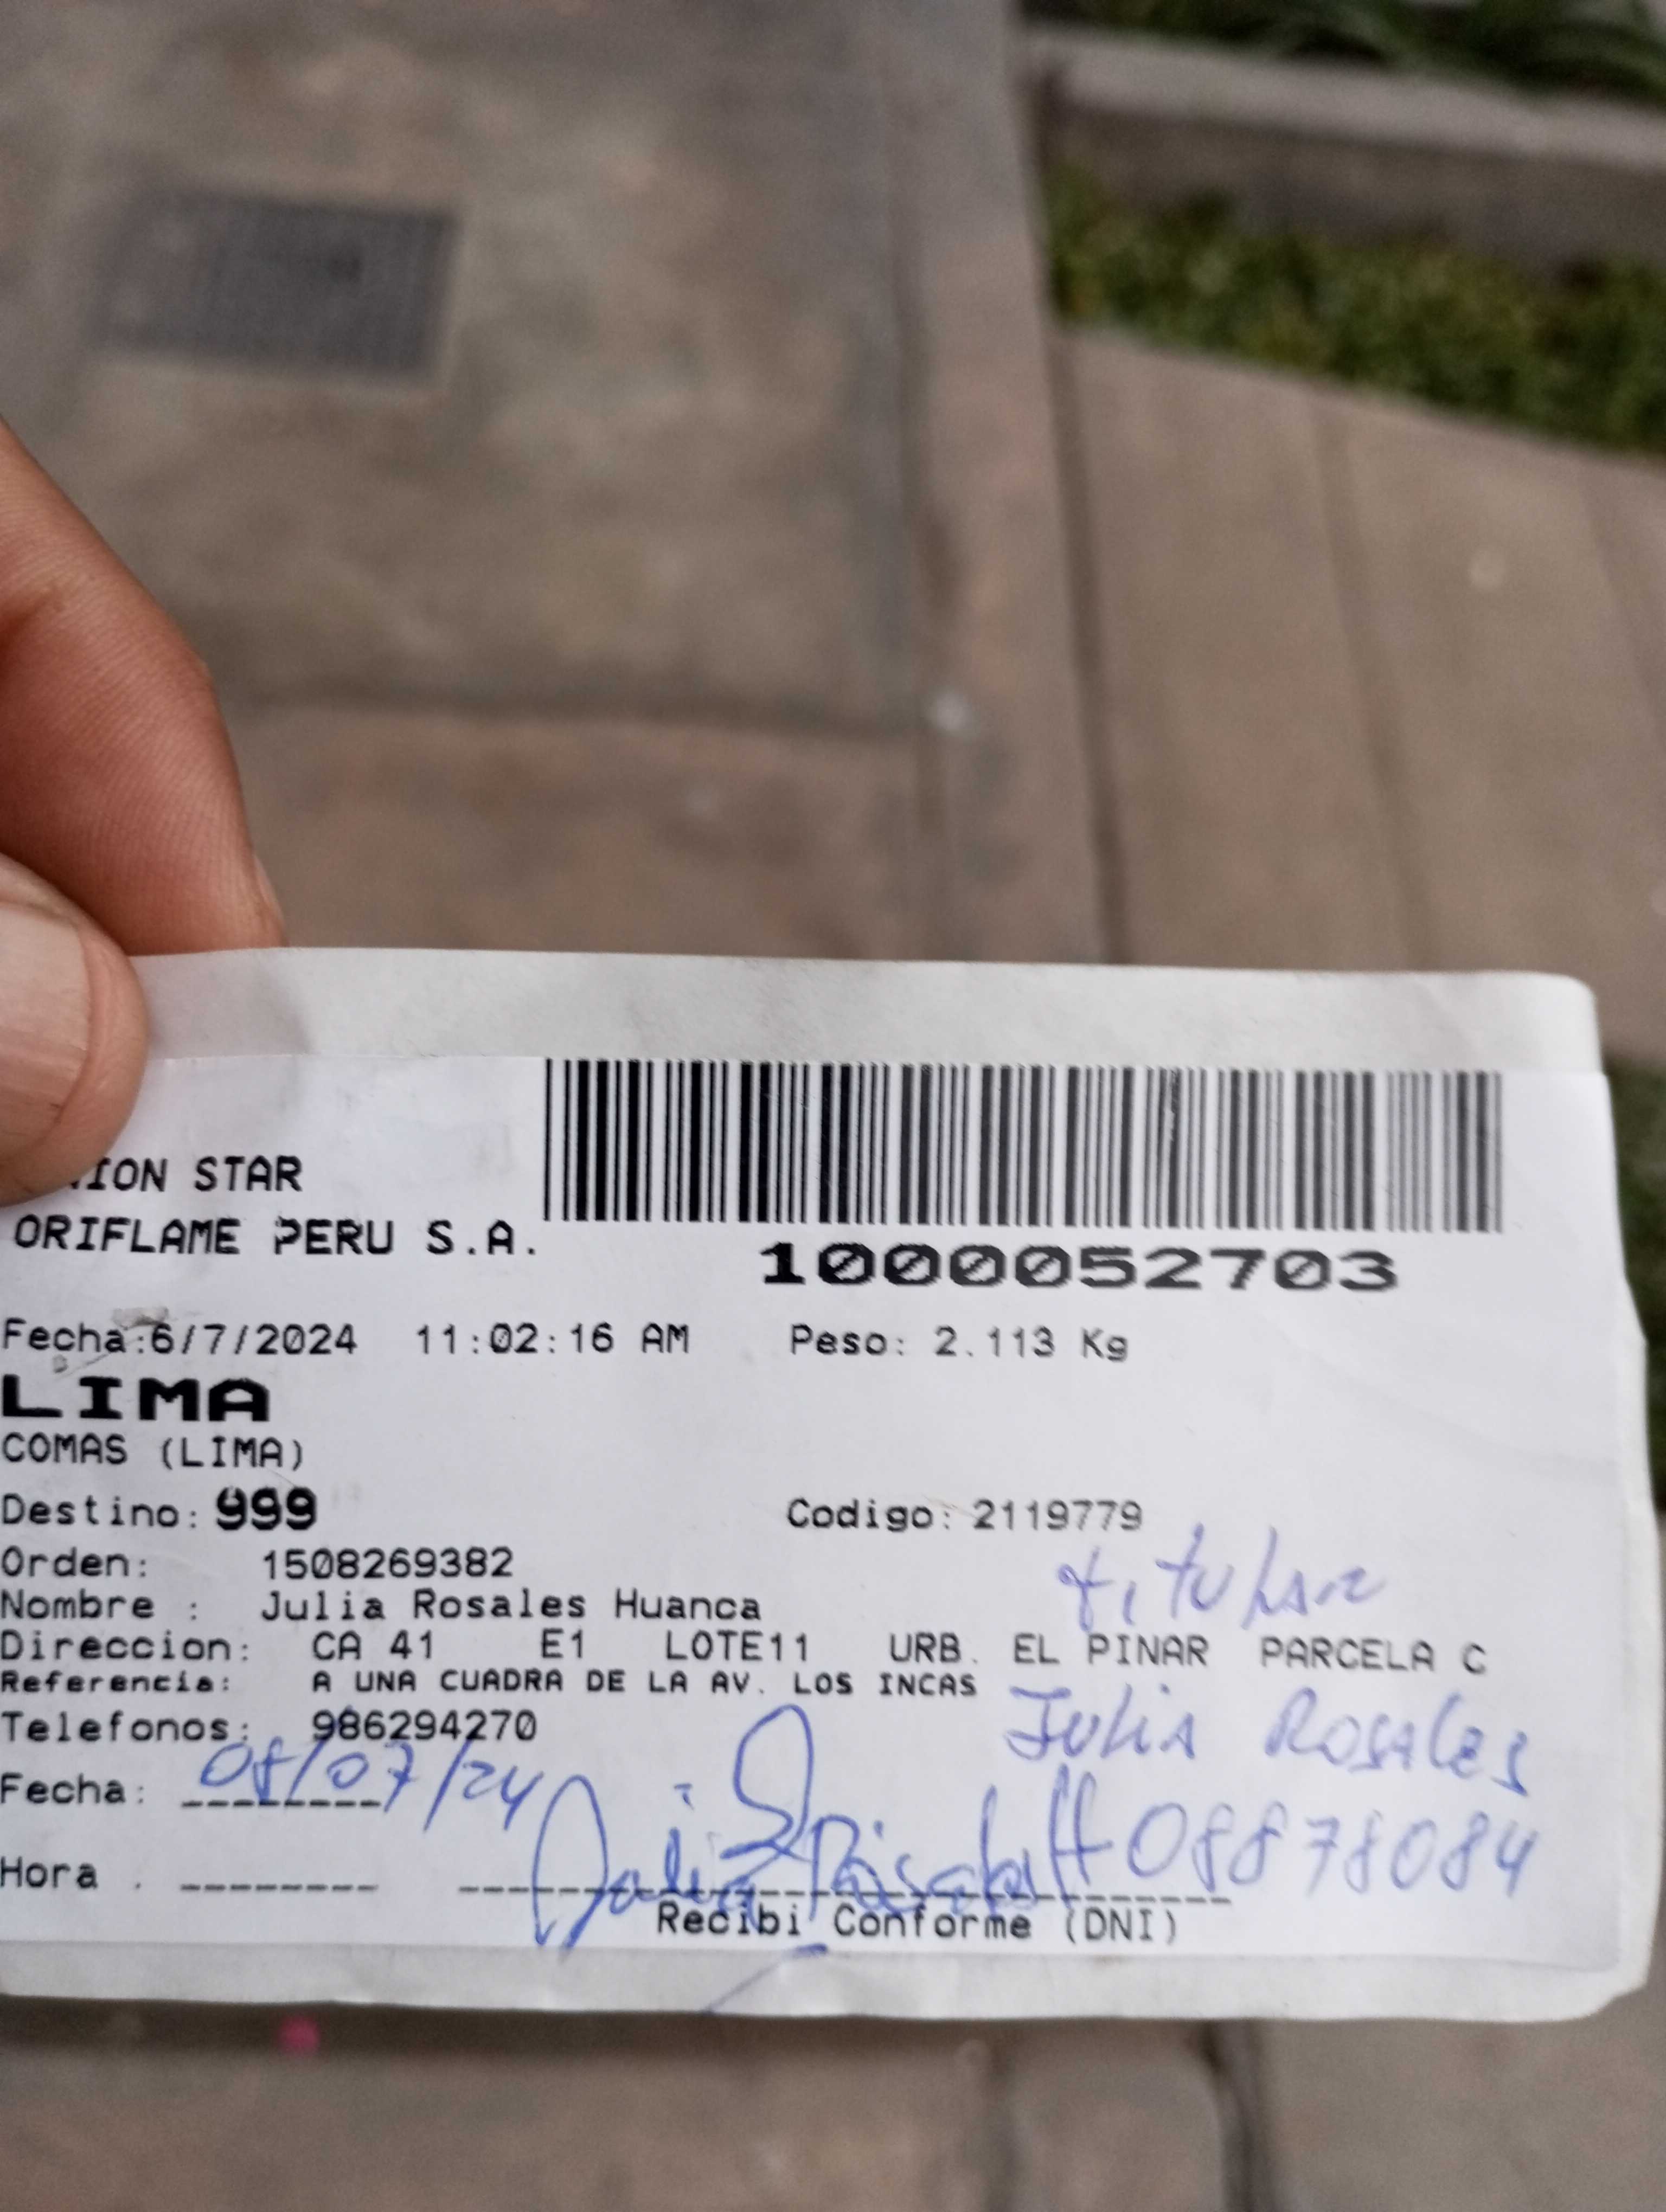 ION STAR
ORIFLAME PERU S.A.
1000052703
Fecha:6/7/2024 11:02:16 AM Peso: 2.113 Kg
LIMA
COMAS (LIMA)
Destino: 999 Codigo: 2119779
Orden: 1508269382
titular
Nombre : Julia Rosales Huanca
Direccion: CA 41 E1 LOTE11 URB. EL PINAR PARCELA C
Referencia: A UNA CUADRA DE LA AV. LOS INCAS
Telefonos: 986294270
Julia Rosales
Fecha: 08/07/24
Julia Rosales H 08878084
Hora :
Recibi Conforme (DNI)